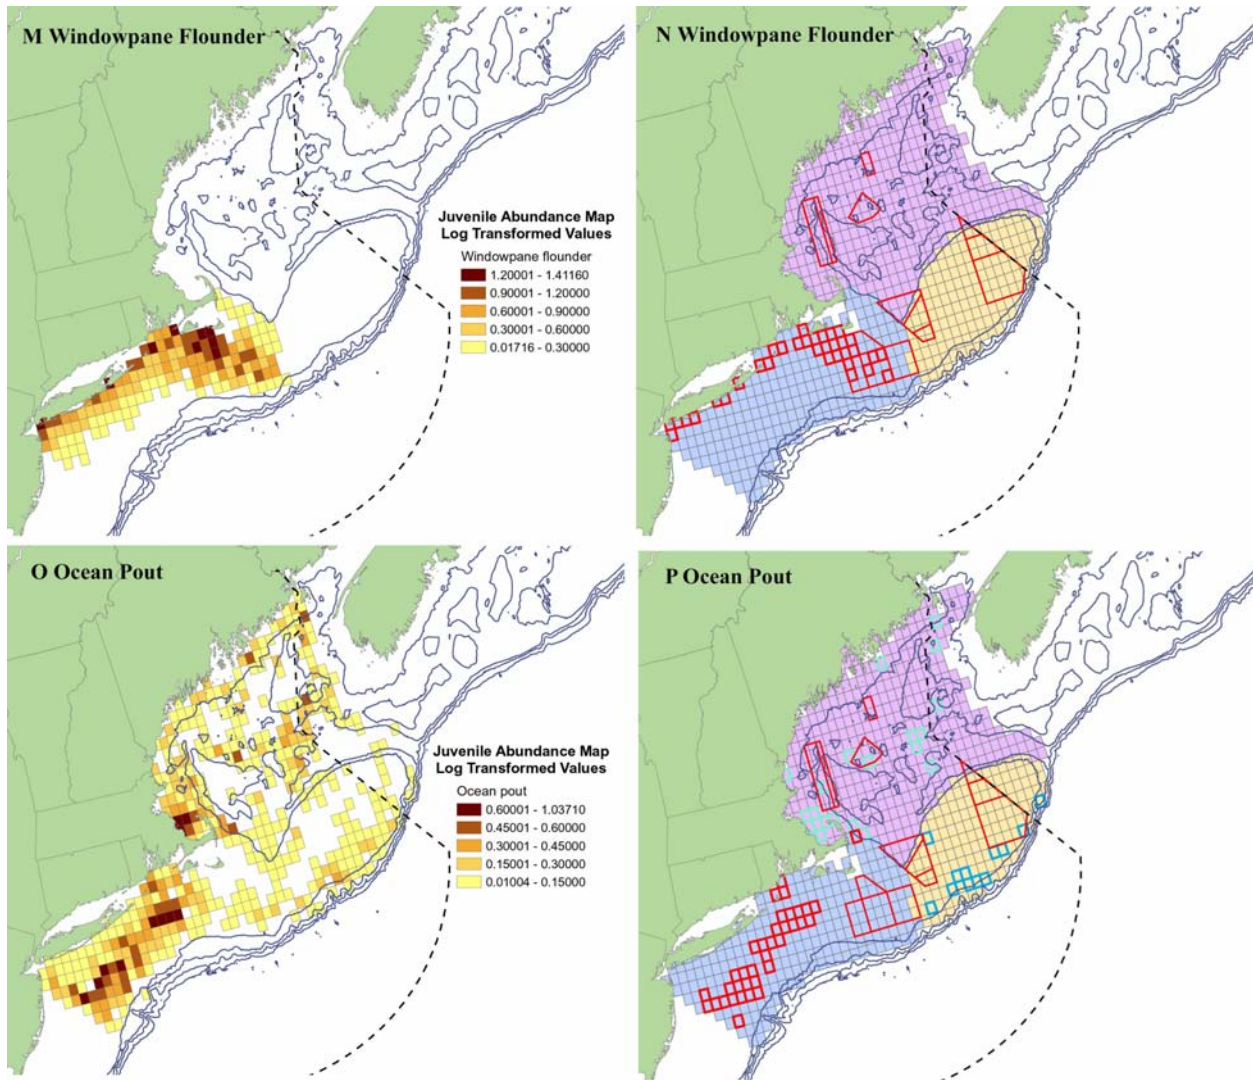 M Windowpane Flounder
N Windowpane Flounder
Juvenile Abundance Map
Log Transformed Values
Windowpane flounder
1.20001 - 1.41160
0.90001 - 1.20000
0.60001 - 0.90000
0.30001 - 0.60000
0.01716 - 0.30000
O Ocean Pout
P Ocean Pout
Juvenile Abundance Map
Log Transformed Values
Ocean pout
0.60001 - 1.03710
0.45001 - 0.60000
0.30001 - 0.45000
0.15001 - 0.30000
0.01004 - 0.15000